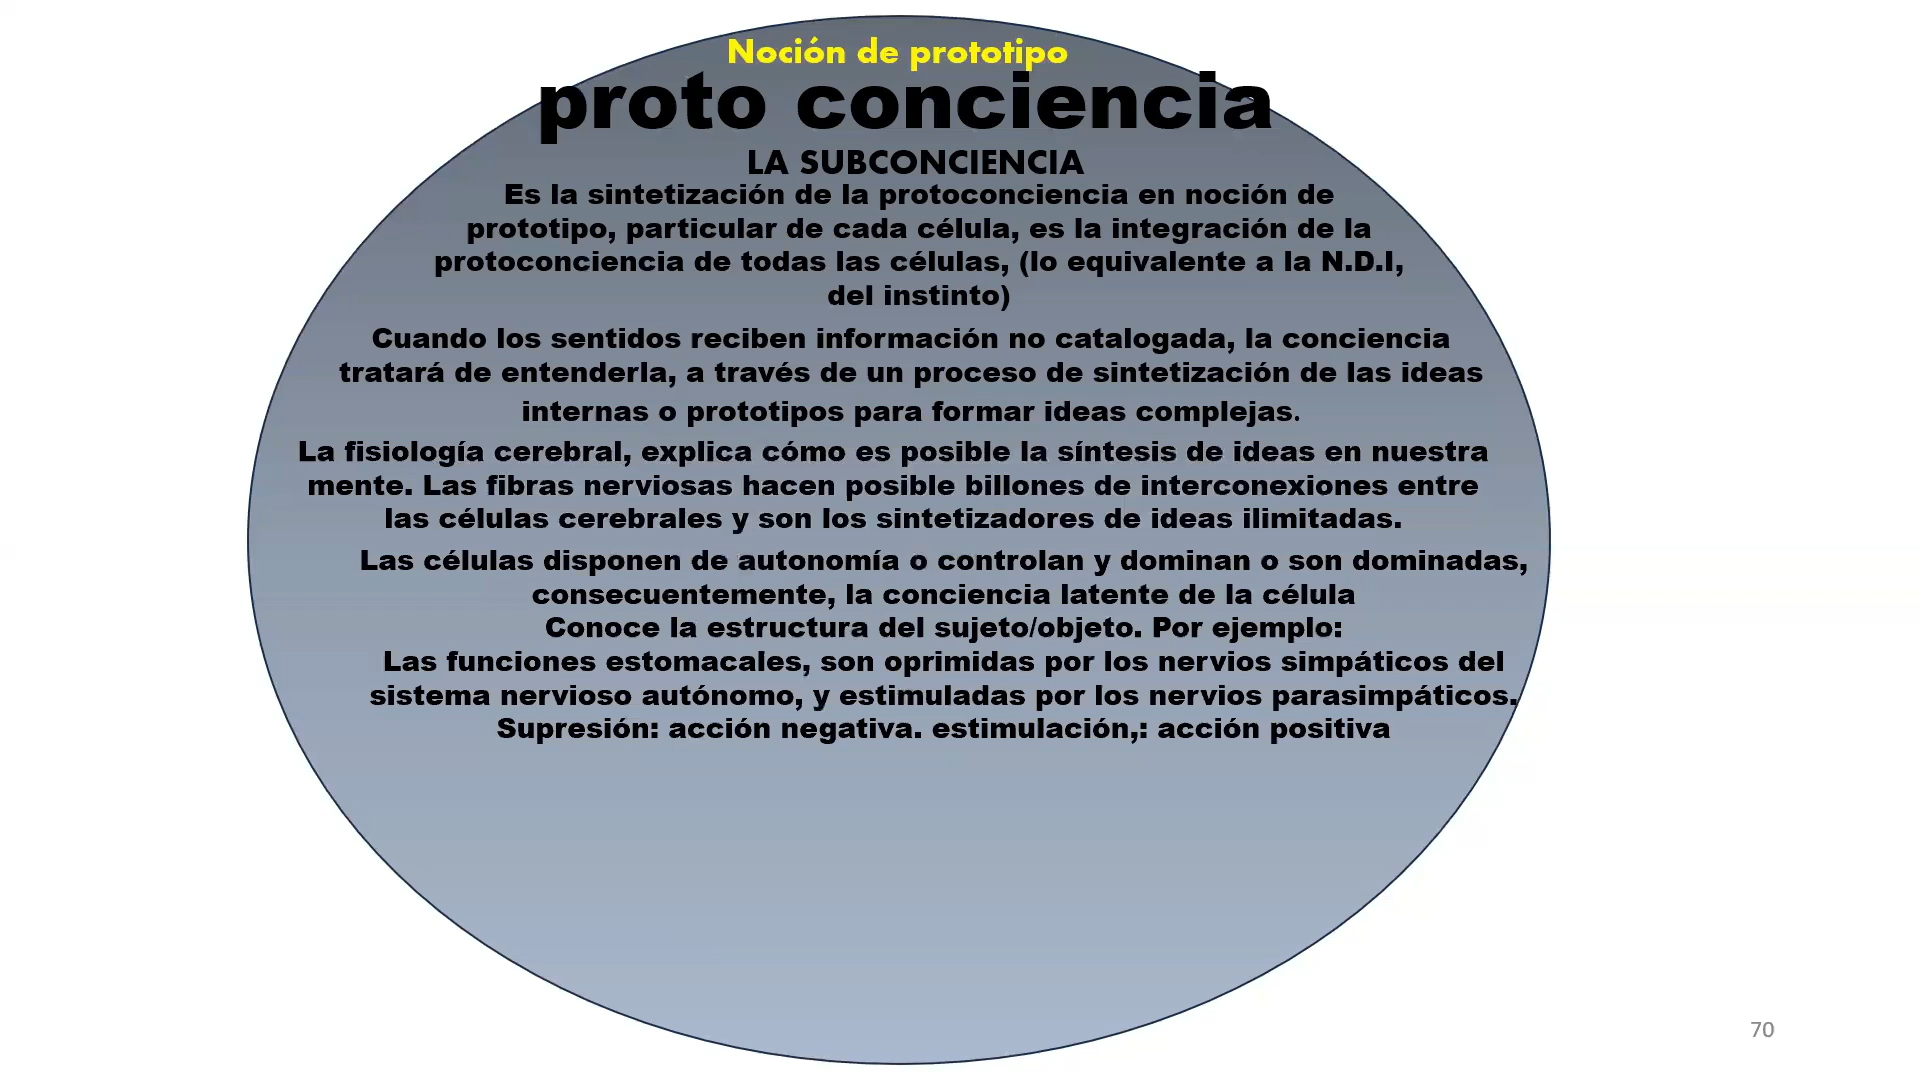 Noción de prototipo
proto conciencia
LA SUBCONCIENCIA
Es la sintetización de la protoconciencia en noción de
prototipo, particular de cada célula, es la integración de la
protoconciencia de todas las células, (lo equivalente a la N.D.I,
del instinto)
Cuando los sentidos reciben información no catalogada, la conciencia
tratará de entenderla, a través de un proceso de sintetización de las ideas
internas o prototipos para formar ideas complejas.
La fisiología cerebral, explica cómo es posible la síntesis de ideas en nuestra
mente. Las fibras nerviosas hacen posible billones de interconexiones entre
las células cerebrales y son los sintetizadores de ideas ilimitadas.
Las células disponen de autonomía o controlan y dominan o son dominadas,
consecuentemente, la conciencia latente de la célula
Conoce la estructura del sujeto/objeto. Por ejemplo:
Las funciones estomacales, son oprimidas por los nervios simpáticos del
sistema nervioso autónomo, y estimuladas por los nervios parasimpáticos.
Supresión: acción negativa. estimulación,: acción positiva
70